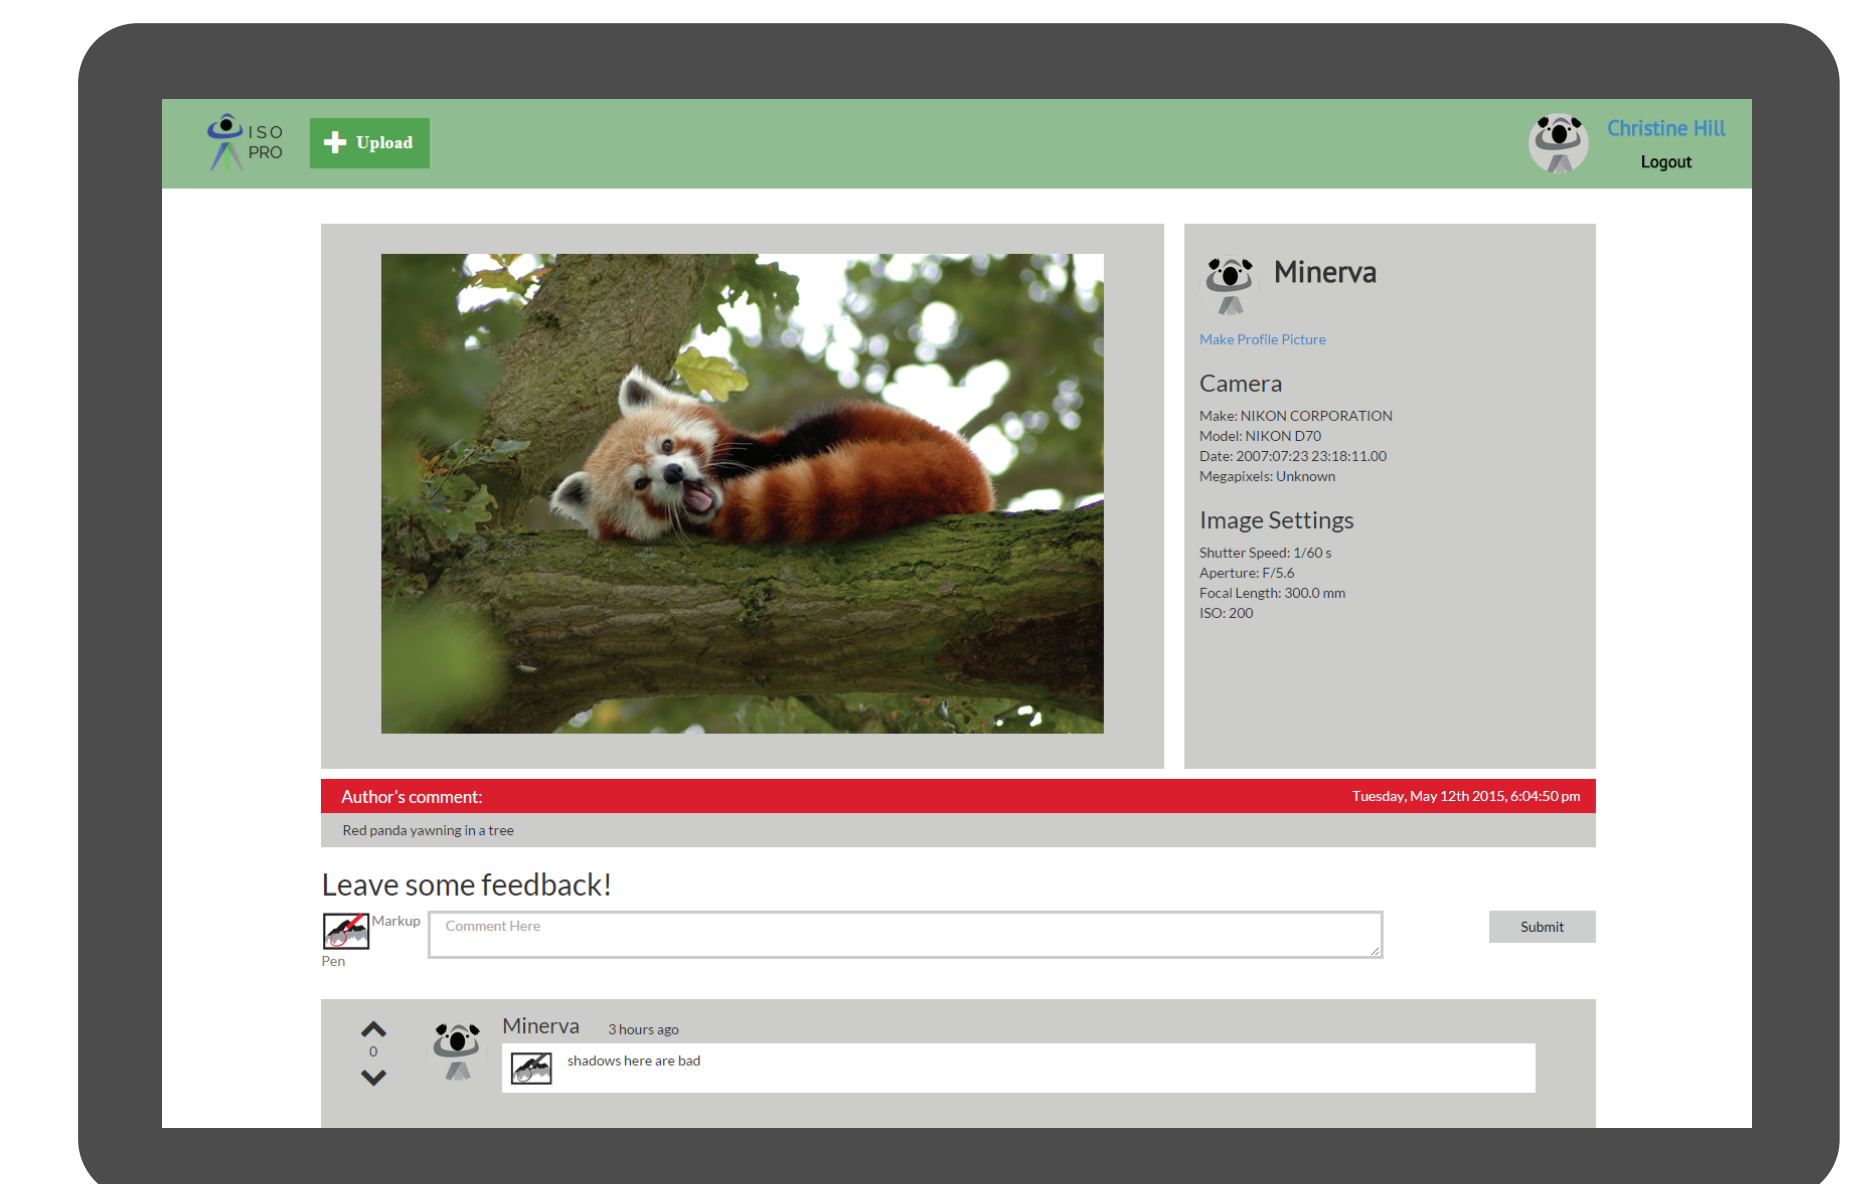 ISO
PRO
Upload
Christine Hill
Logout
Minerva
Make Profile Picture
Camera
Make: NIKON CORPORATION
Model: NIKON D70
Date: 2007:07:23 23:18:11.00
Megapixels: Unknown
Image Settings
Shutter Speed: 1/60 s
Aperture: F/5.6
Focal Length: 300.0 mm
ISO: 200
Author's comment:
Tuesday, May 12th 2015, 6:04:50 pm
Red panda yawning in a tree
Leave some feedback!
Markup
Pen
Comment Here
Submit
0
Minerva
3 hours ago
shadows here are bad